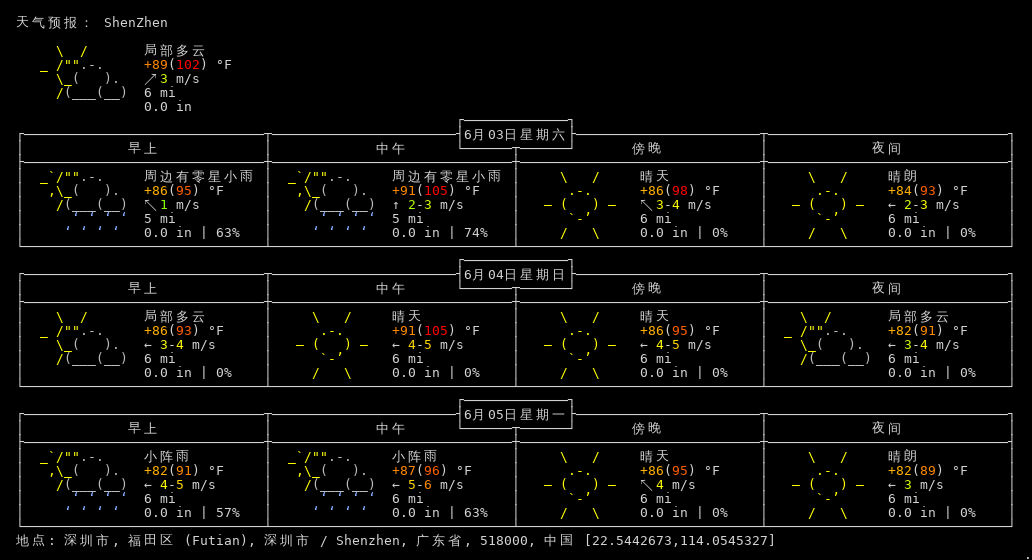 天气预报： ShenZhen
局部多云
+89(102) °F
↗3 m/s
6 mi
0.0 in
6月03日星期六
早上 中午 傍晚 夜间
周边有零星小雨 周边有零星小雨 晴天 晴朗
+86(95) °F +91(105) °F +86(98) °F +84(93) °F
↖1 m/s ↑ 2-3 m/s ↖3-4 m/s ← 2-3 m/s
5 mi 5 mi 6 mi 6 mi
0.0 in | 63% 0.0 in | 74% 0.0 in | 0% 0.0 in | 0%
6月04日星期日
早上 中午 傍晚 夜间
局部多云 晴天 晴天 局部多云
+86(93) °F +91(105) °F +86(95) °F +82(91) °F
← 3-4 m/s ← 4-5 m/s ← 4-5 m/s ← 3-4 m/s
6 mi 6 mi 6 mi 6 mi
0.0 in | 0% 0.0 in | 0% 0.0 in | 0% 0.0 in | 0%
6月05日星期一
早上 中午 傍晚 夜间
小阵雨 小阵雨 晴天 晴朗
+82(91) °F +87(96) °F +86(95) °F +82(89) °F
← 4-5 m/s ← 5-6 m/s ↖4 m/s ← 3 m/s
6 mi 6 mi 6 mi 6 mi
0.0 in | 57% 0.0 in | 63% 0.0 in | 0% 0.0 in | 0%
地点: 深圳市, 福田区 (Futian), 深圳市 / Shenzhen, 广东省, 518000, 中国 [22.5442673,114.0545327]